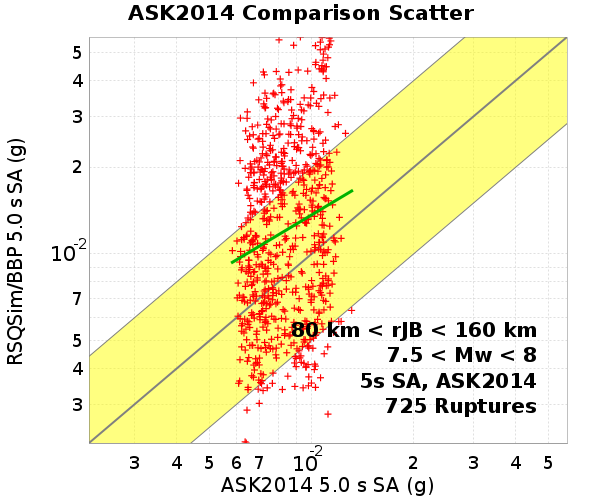 ASK2014 Comparison Scatter
RSQSim/BBP 5.0 s SA (g)
5
4
3
2
10^-2
7
5
4
3
80 km < rJB < 160 km
7.5 < Mw < 8
5s SA, ASK2014
725 Ruptures
3 4 5 6 7 10^-2 2 3 4 5
ASK2014 5.0 s SA (g)